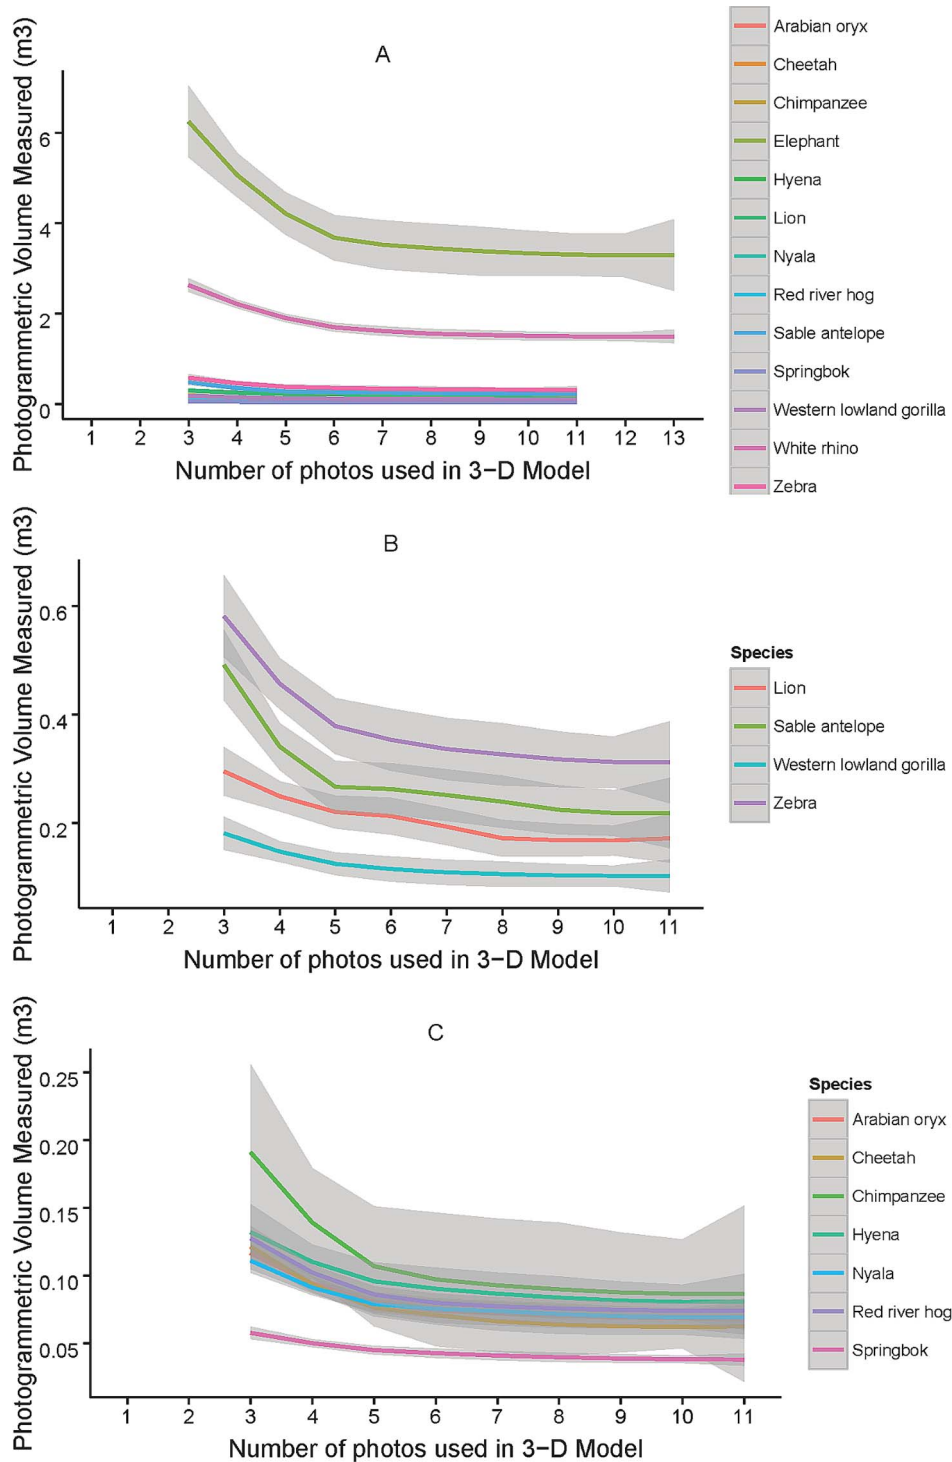 A
Photogrammetric Volume Measured (m3)
6
4
2
0
1 2 3 4 5 6 7 8 9 10 11 12 13
Number of photos used in 3−D Model
Arabian oryx
Cheetah
Chimpanzee
Elephant
Hyena
Lion
Nyala
Red river hog
Sable antelope
Springbok
Western lowland gorilla
White rhino
Zebra
B
Photogrammetric Volume Measured (m3)
0.6
0.4
0.2
1 2 3 4 5 6 7 8 9 10 11
Number of photos used in 3−D Model
Species
Lion
Sable antelope
Western lowland gorilla
Zebra
C
Photogrammetric Volume Measured (m3)
0.25
0.20
0.15
0.10
0.05
1 2 3 4 5 6 7 8 9 10 11
Number of photos used in 3−D Model
Species
Arabian oryx
Cheetah
Chimpanzee
Hyena
Nyala
Red river hog
Springbok